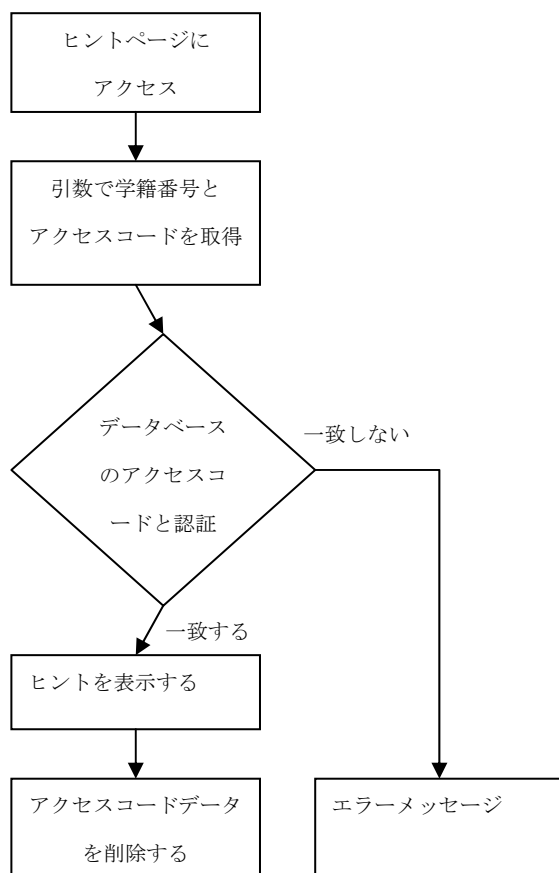 ヒントページに
アクセス
引数で学籍番号と
アクセスコードを取得
データベース
のアクセスコ
ードと認証
一致しない
一致する
ヒントを表示する
アクセスコードデータ
を削除する
エラーメッセージ